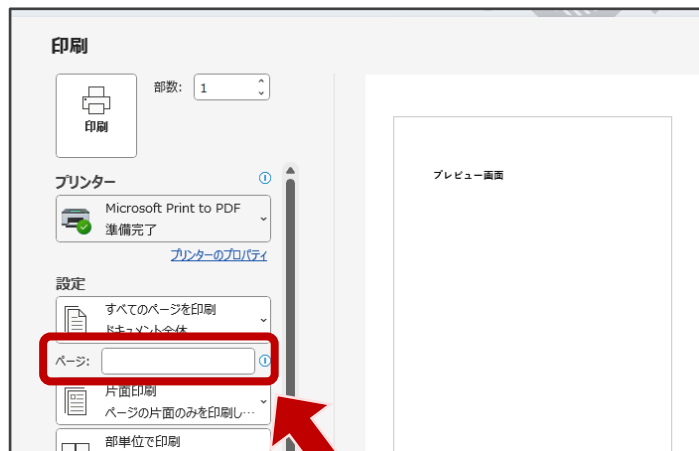 印刷
部数: 1
印刷
プリンター
Microsoft Print to PDF
準備完了
プリンターのプロパティ
設定
すべてのページを印刷
ドキュメント全体
ページ:
片面印刷
ページの片面のみを印刷し…
部単位で印刷
プレビュー画面